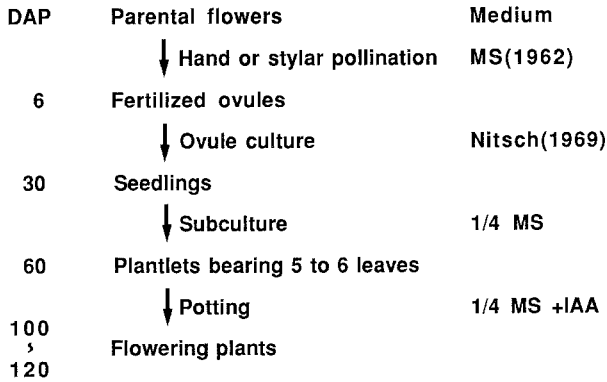 DAP Parental flowers Medium
Hand or stylar pollination MS(1962)
6 Fertilized ovules
Ovule culture Nitsch(1969)
30 Seedlings
Subculture 1/4 MS
60 Plantlets bearing 5 to 6 leaves
Potting 1/4 MS +IAA
100
~ Flowering plants
120